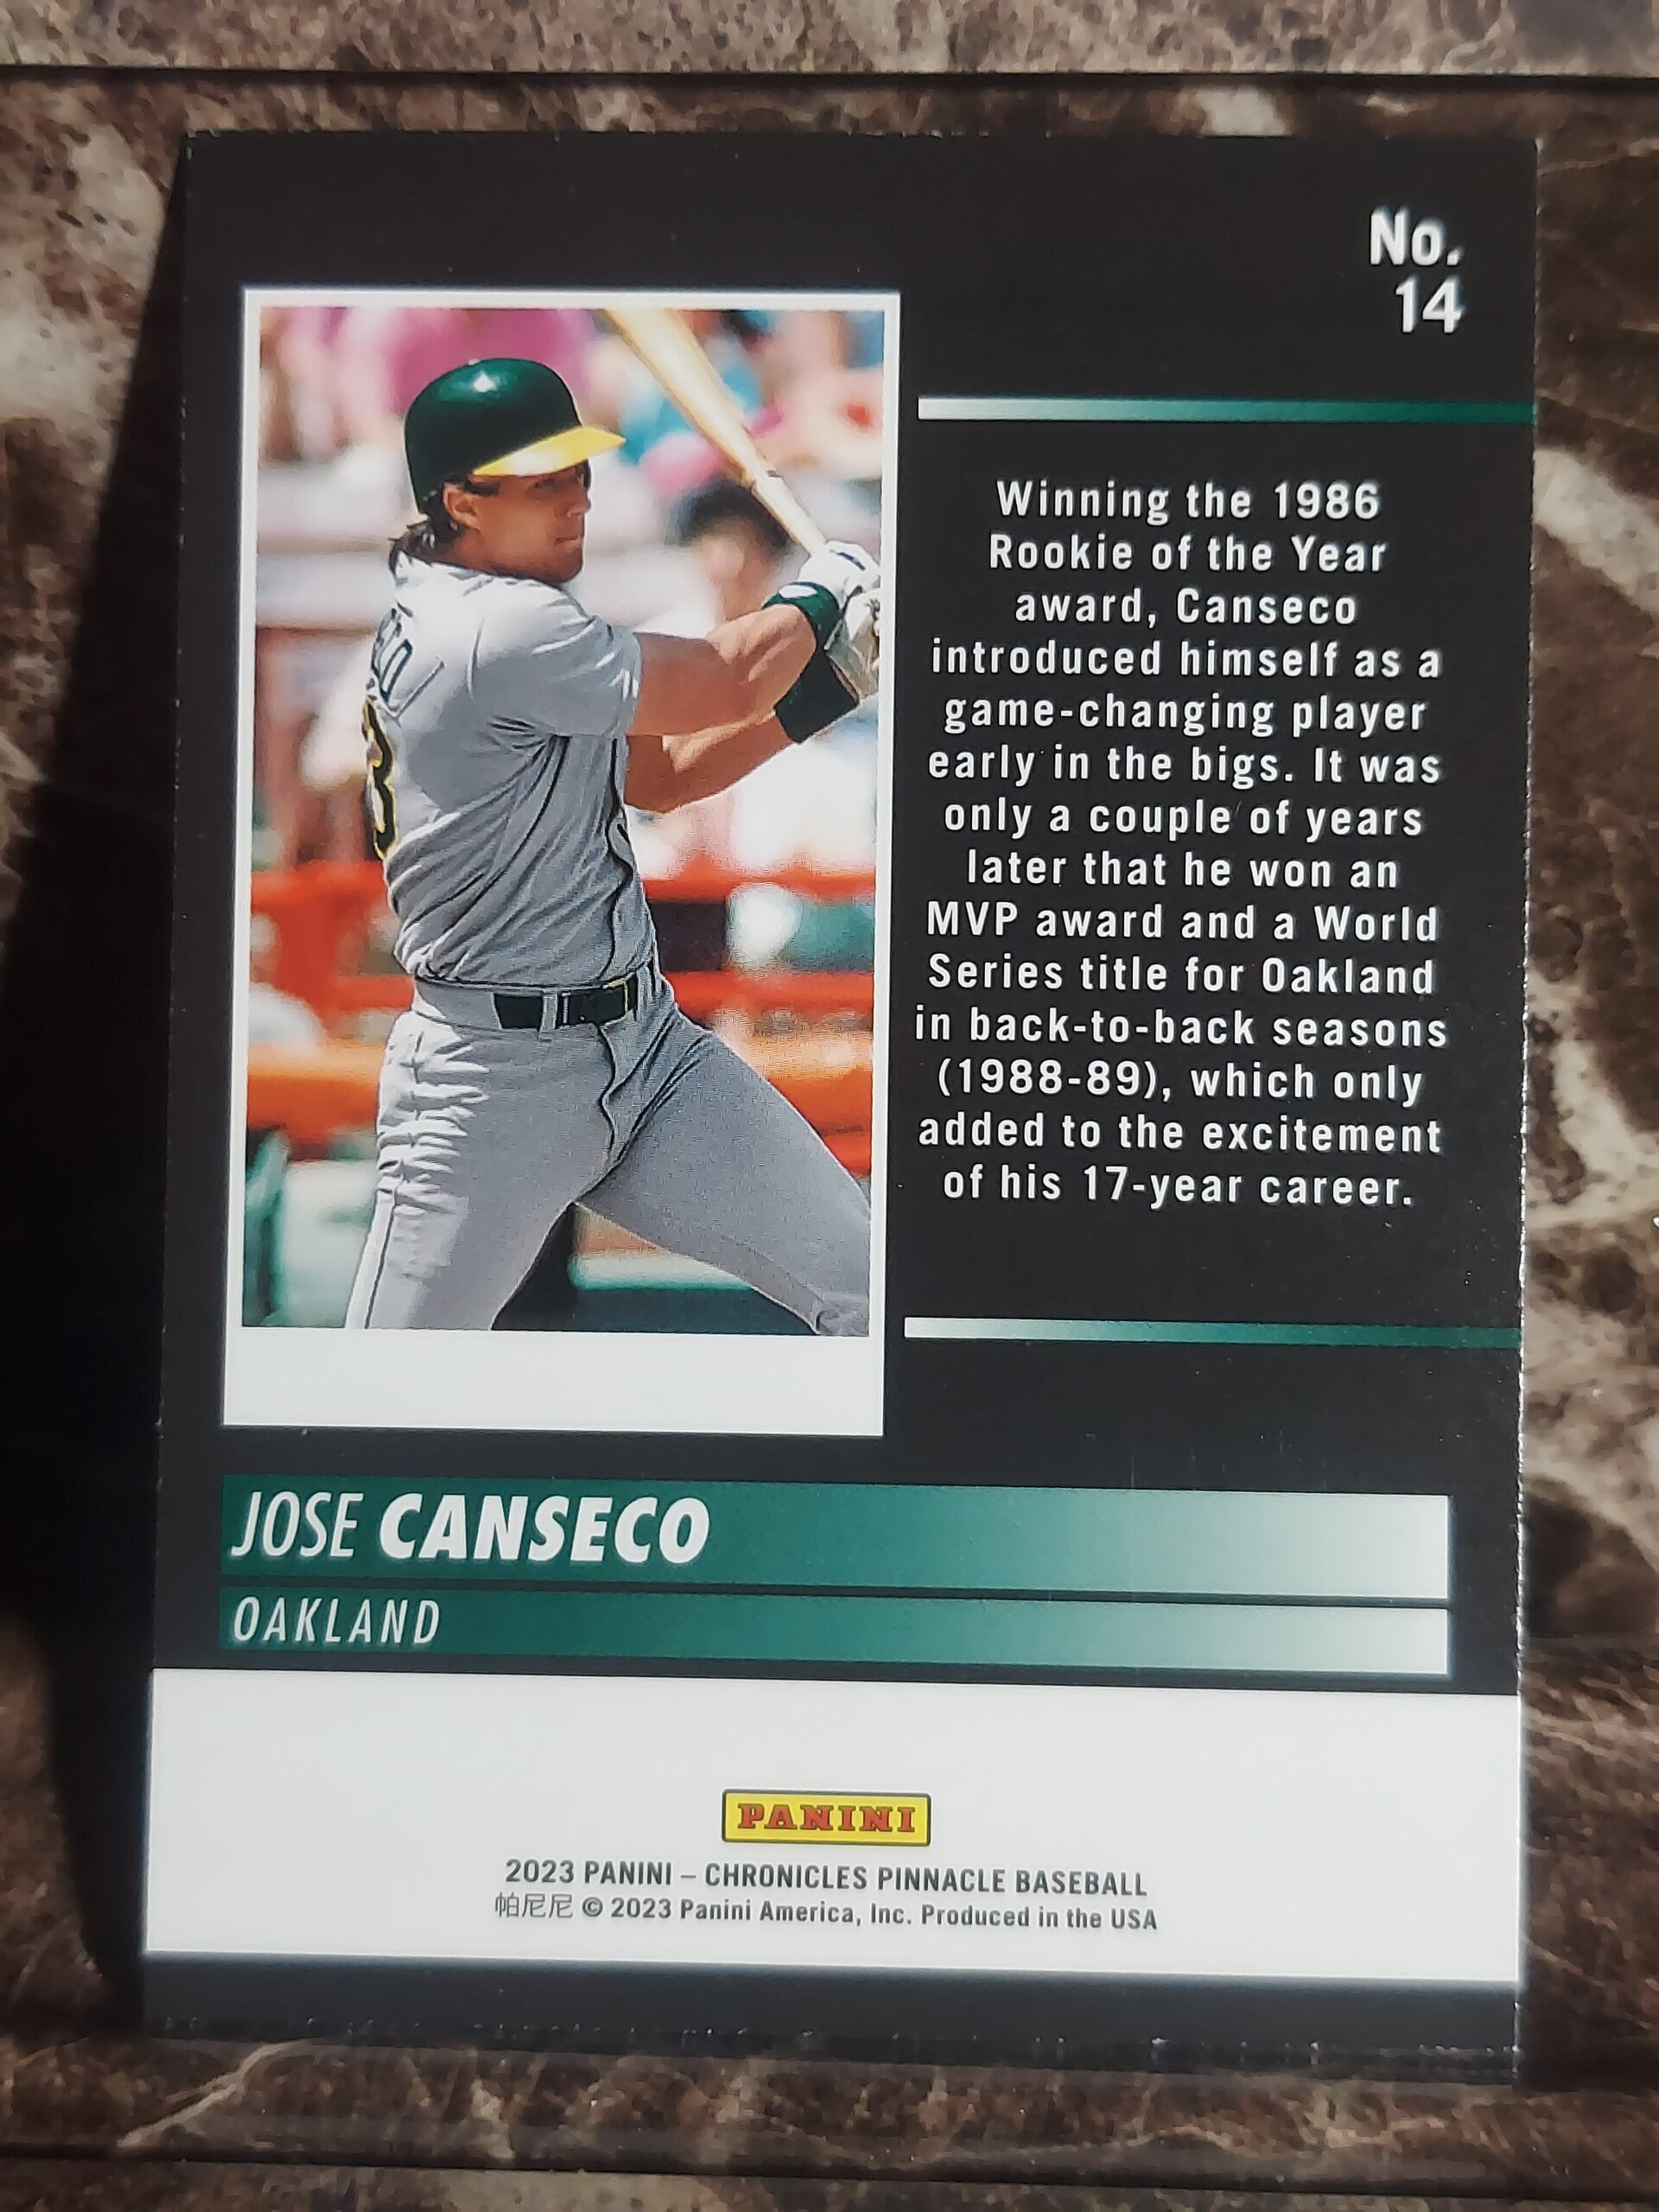 No.
14
Winning the 1986
Rookie of the Year
award, Canseco
introduced himself as a
game-changing player
early in the bigs. It was
only a couple of years
later that he won an
MVP award and a World
Series title for Oakland
in back-to-back seasons
(1988-89), which only
added to the excitement
of his 17-year career.
JOSE CANSECO
OAKLAND
PANINI
2023 PANINI – CHRONICLES PINNACLE BASEBALL
帕尼尼 © 2023 Panini America, Inc. Produced in the USA